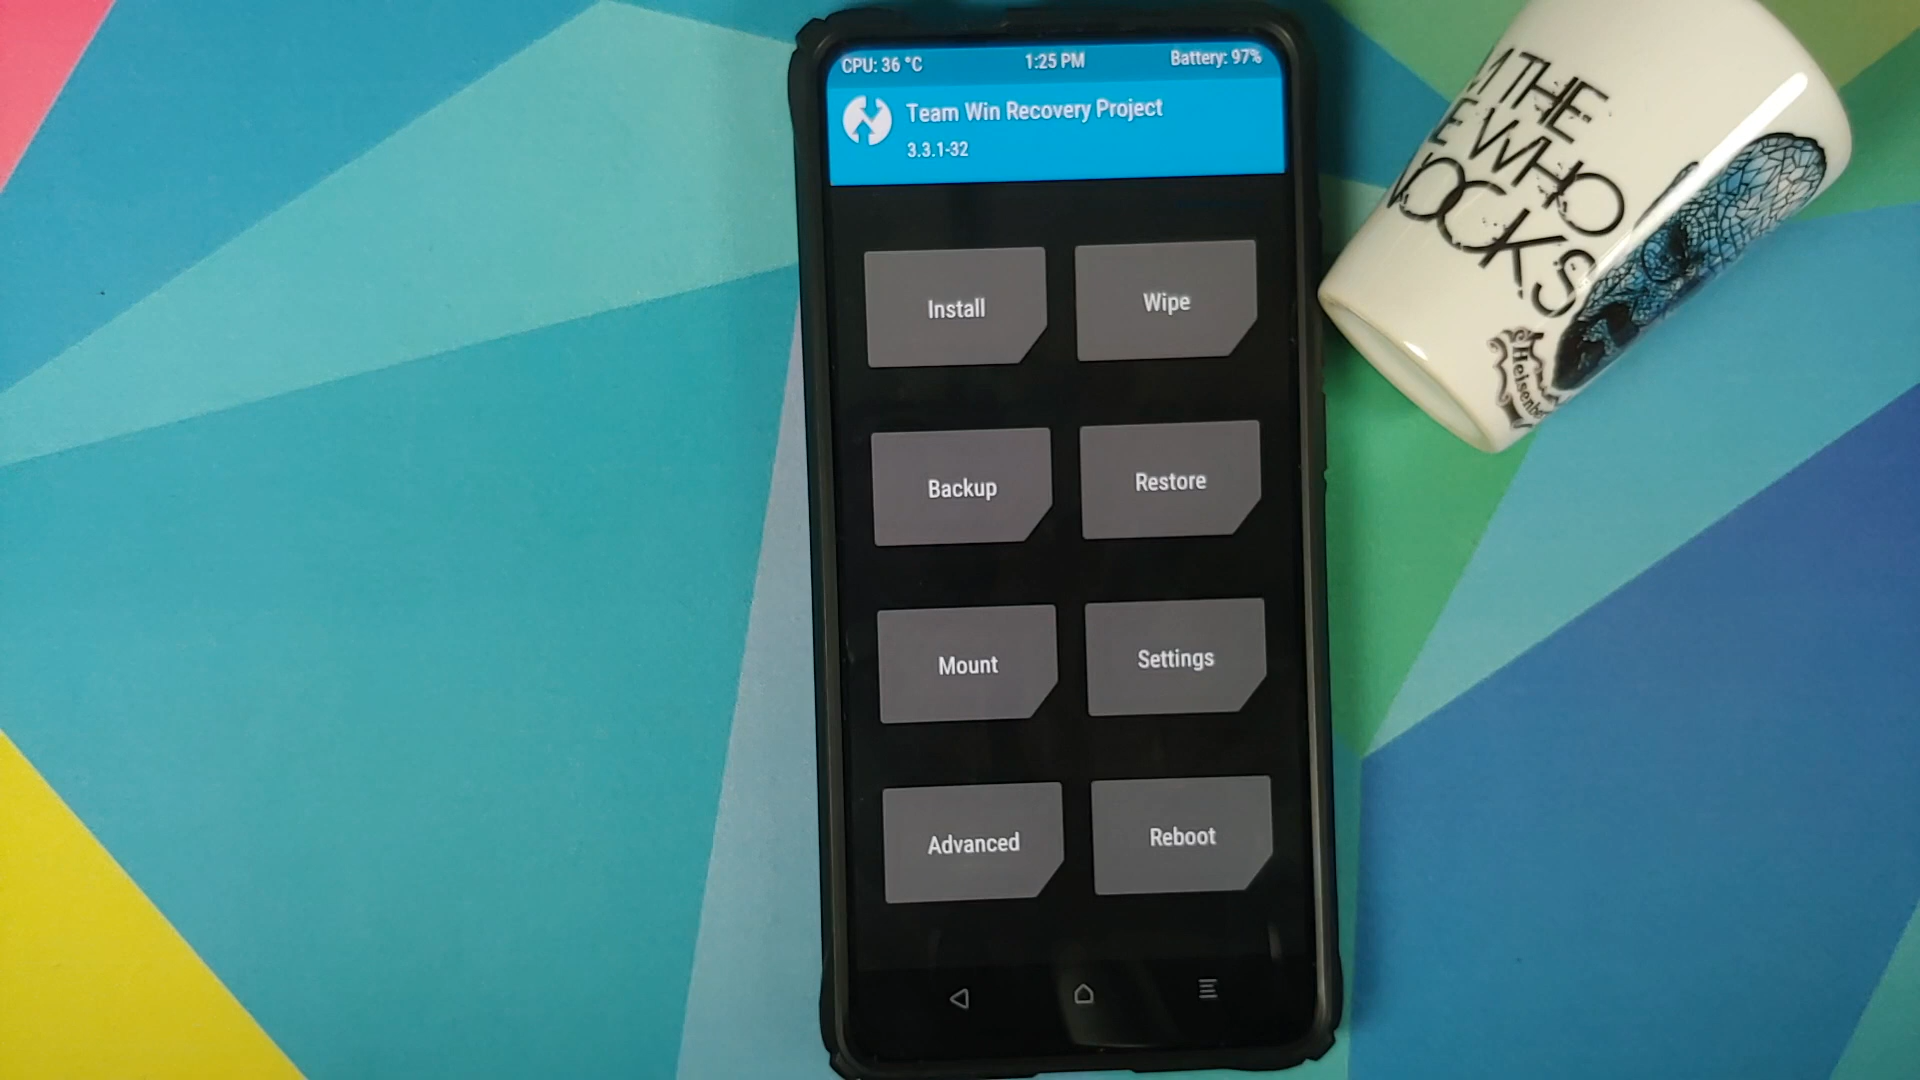 CPU: 36 °C 1:25 PM Battery: 97%
Team Win Recovery Project
3.3.1-32
Install Wipe
Backup Restore
Mount Settings
Advanced Reboot
THE
WHO